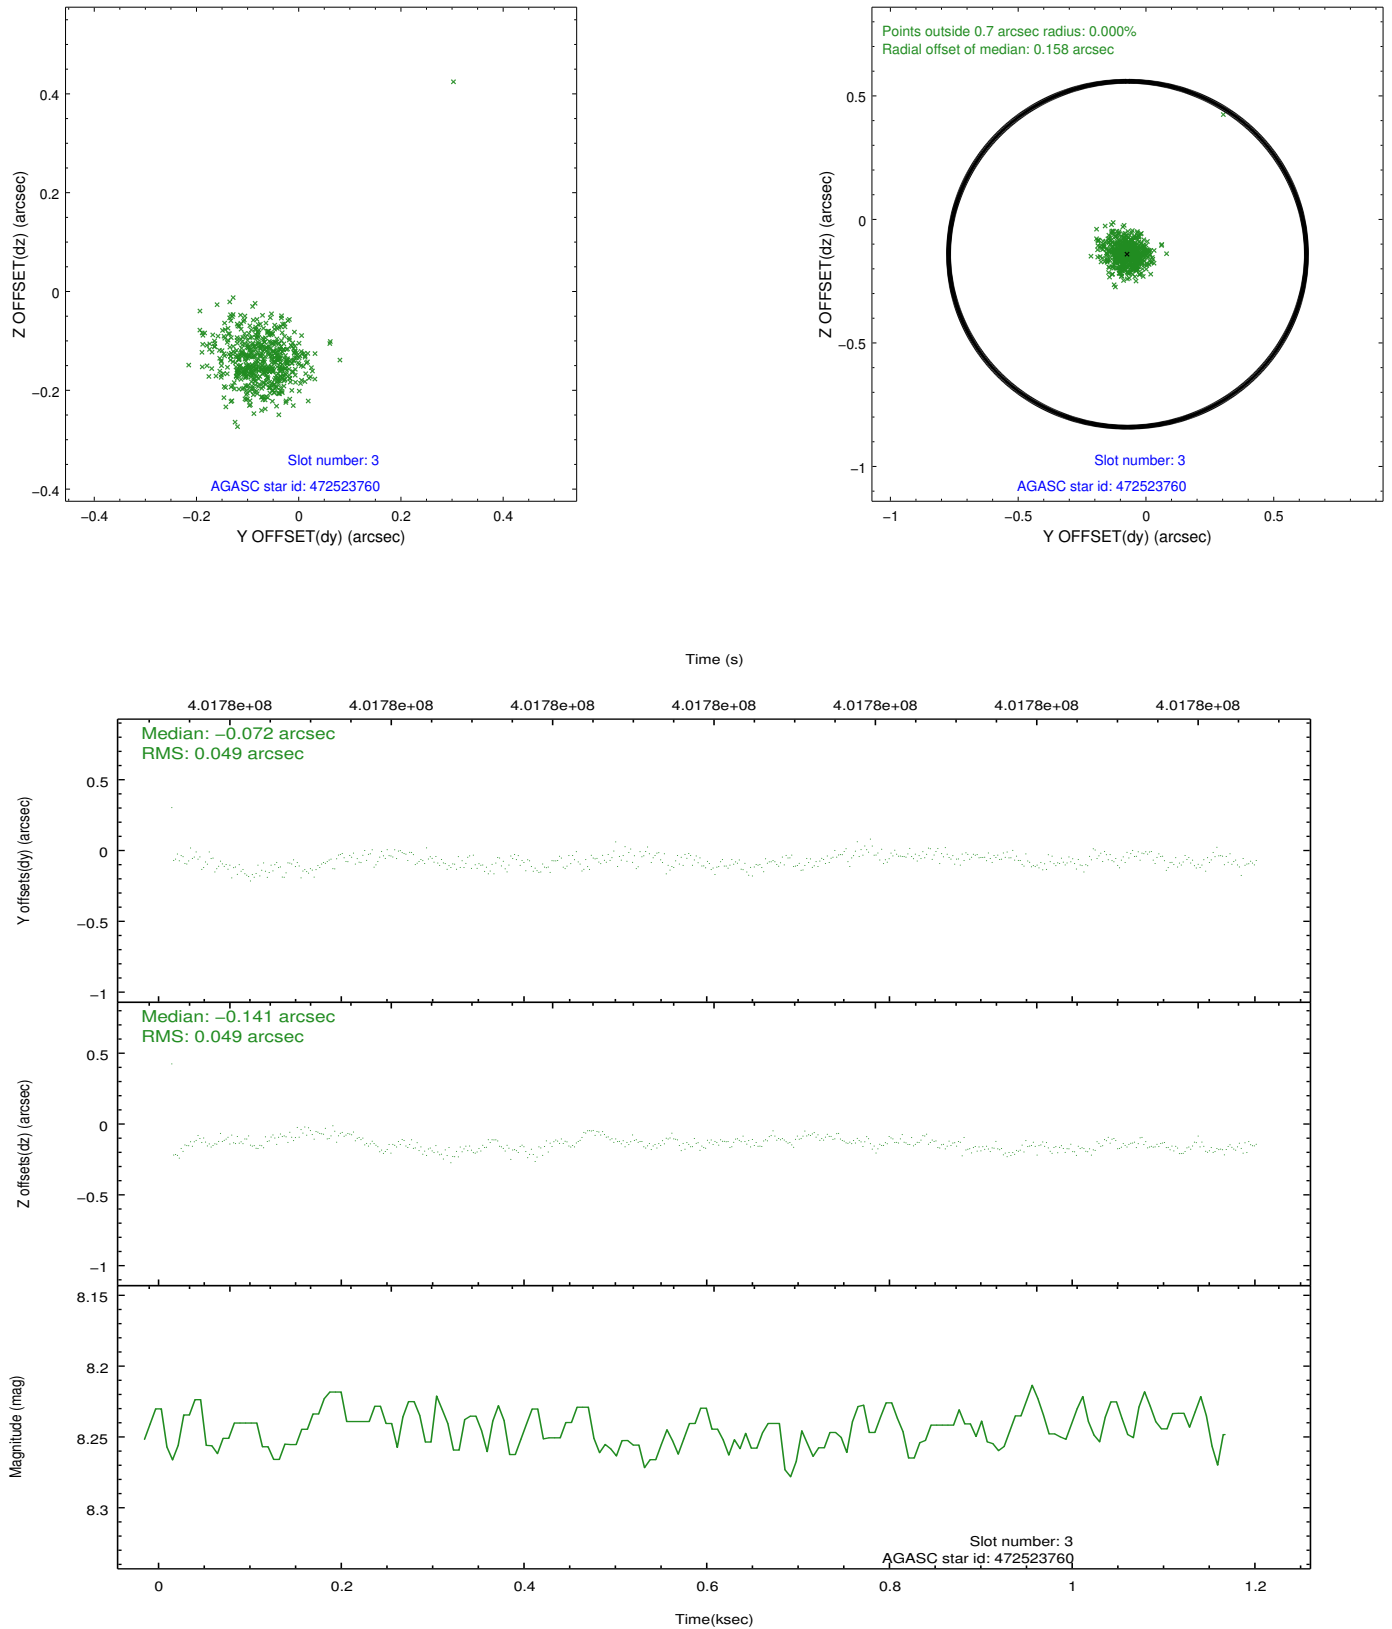 0.4
0.2
0
−0.2
−0.4
Z OFFSET(dz) (arcsec)
Slot number: 3
AGASC star id: 472523760
−0.4 −0.2 0 0.2 0.4
Y OFFSET(dy) (arcsec)
Points outside 0.7 arcsec radius: 0.000%
Radial offset of median: 0.158 arcsec
0.5
0
−0.5
−1
Z OFFSET(dz) (arcsec)
Slot number: 3
AGASC star id: 472523760
−1 −0.5 0 0.5
Y OFFSET(dy) (arcsec)
Time (s)
4.0178e+08 4.0178e+08 4.0178e+08 4.0178e+08 4.0178e+08 4.0178e+08 4.0178e+08
Median: −0.072 arcsec
RMS: 0.049 arcsec
0.5
0
−0.5
−1
Y offsets(dy) (arcsec)
Median: −0.141 arcsec
RMS: 0.049 arcsec
0.5
0
−0.5
−1
Z offsets(dz) (arcsec)
8.15
8.2
8.25
8.3
Magnitude (mag)
Slot number: 3
AGASC star id: 472523760
0 0.2 0.4 0.6 0.8 1 1.2
Time(ksec)